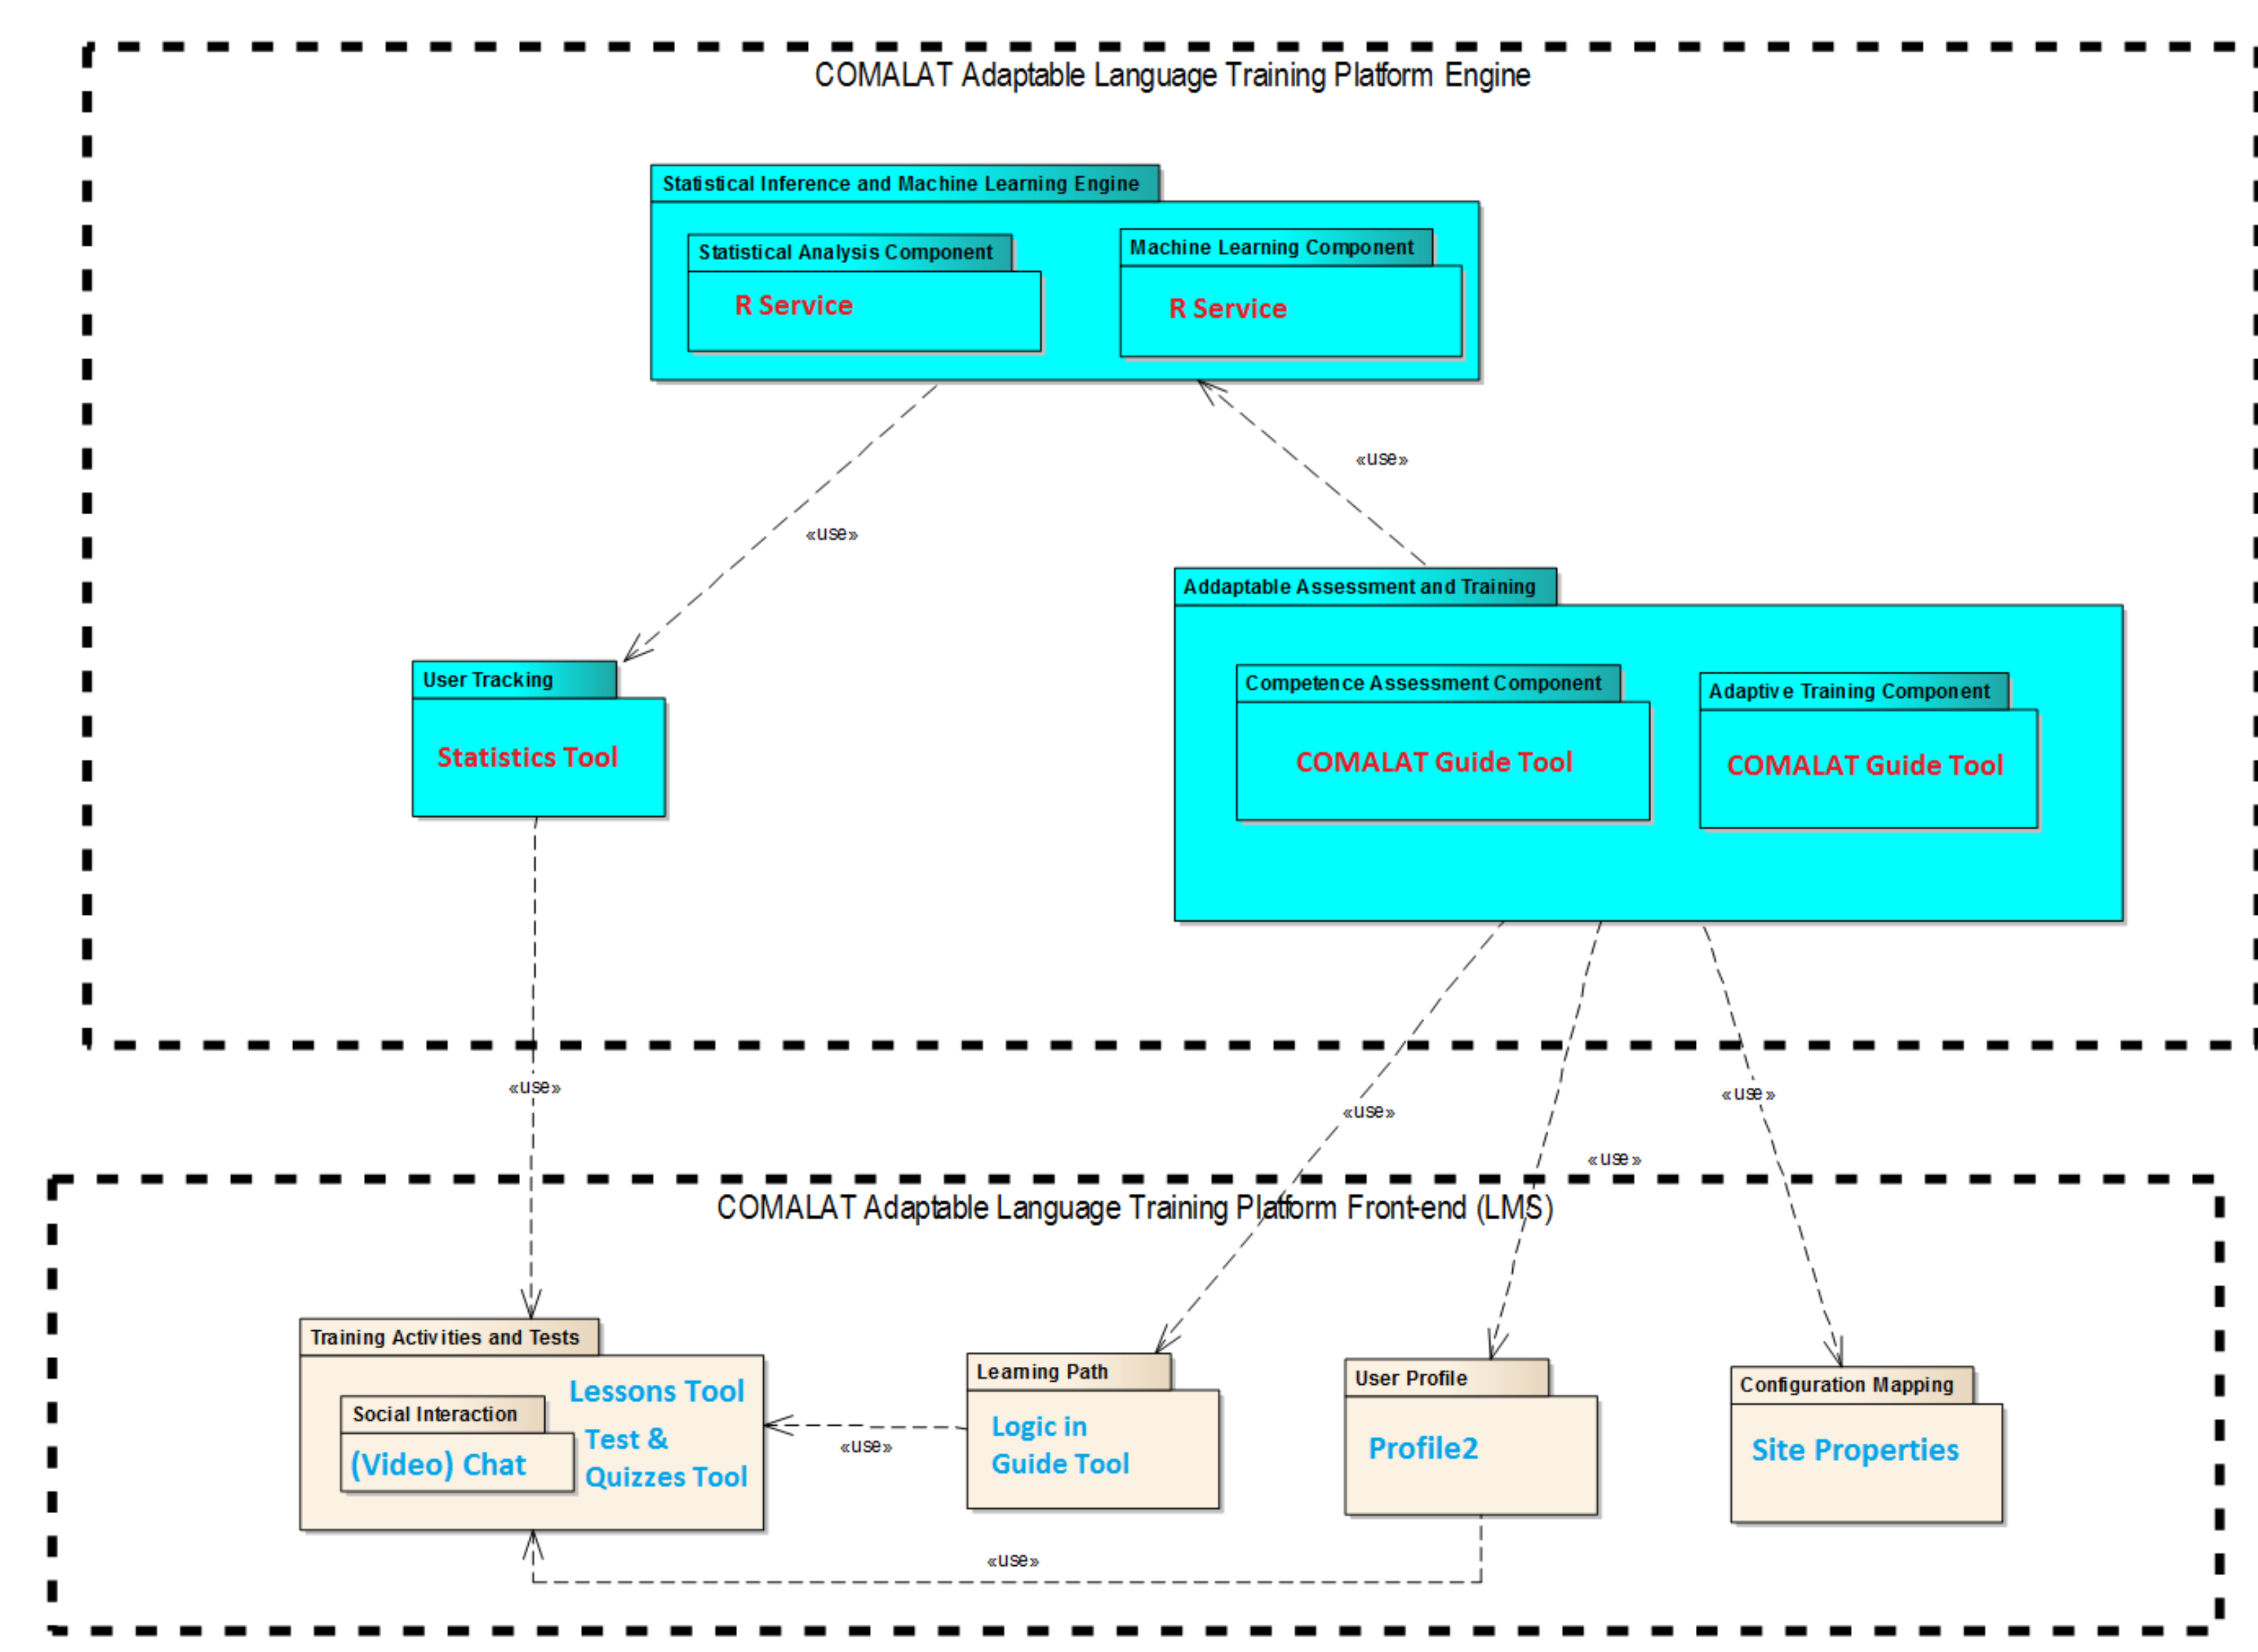 COMALAT Adaptable Language Training Platform Engine
Statistical Inference and Machine Learning Engine
Statistical Analysis Component
R Service
Machine Learning Component
R Service
«use»
«use»
User Tracking
Statistics Tool
Addaptable Assessment and Training
Competence Assessment Component
COMALAT Guide Tool
Adaptive Training Component
COMALAT Guide Tool
«use»
«use»
«use»
«use»
COMALAT Adaptable Language Training Platform Front-end (LMS)
Training Activities and Tests
Lessons Tool
Social Interaction
(Video) Chat
Test &
Quizzes Tool
«use»
Learning Path
Logic in
Guide Tool
User Profile
Profile2
Configuration Mapping
Site Properties
«use»